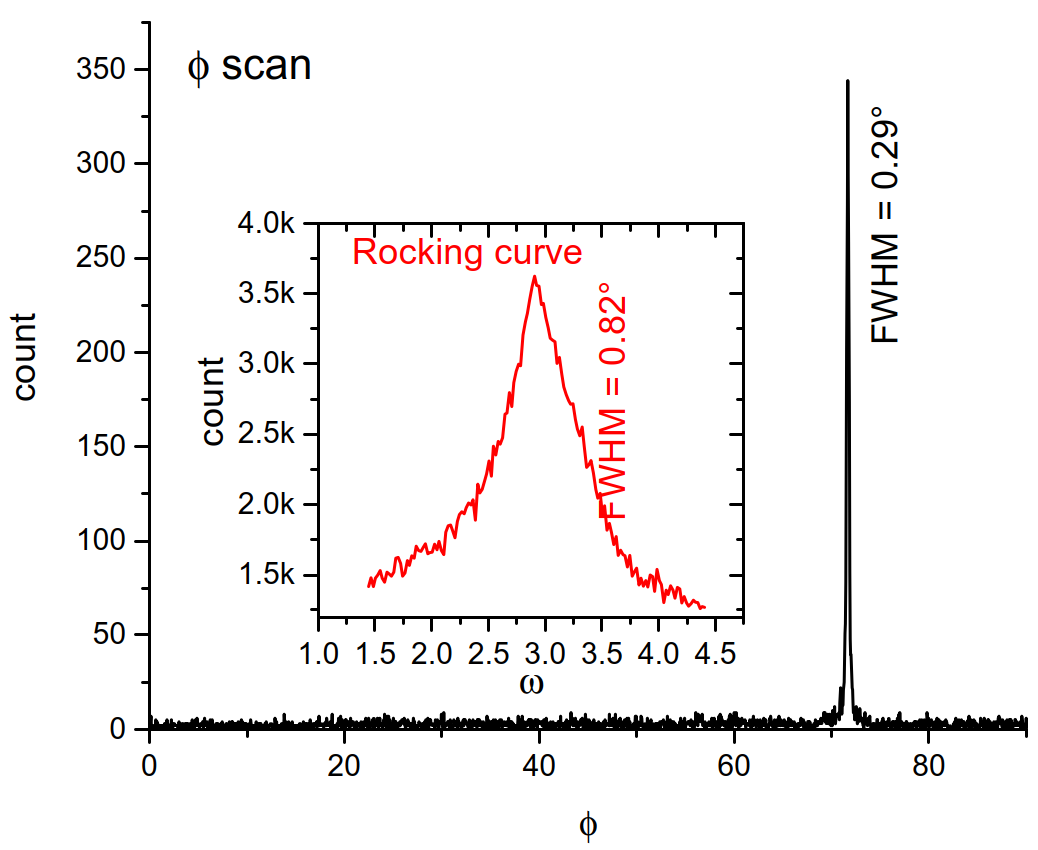 ϕ scan
350
300
250
200
150
100
50
0
count
0 20 40 60 80
ϕ
FWHM = 0.29°
Rocking curve
4.0k
3.5k
3.0k
2.5k
2.0k
1.5k
count
1.0 1.5 2.0 2.5 3.0 3.5 4.0 4.5
ω
FWHM = 0.82°